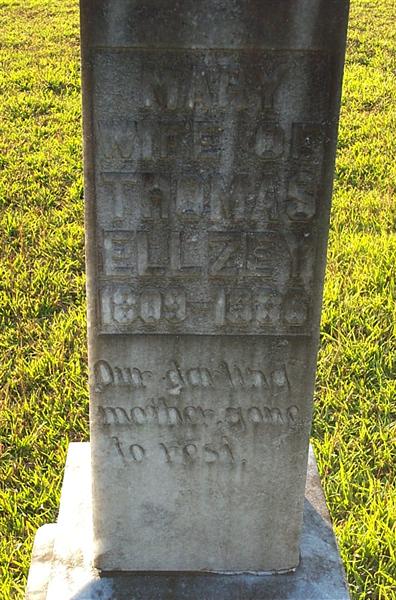 MARY
WIFE OF
THOMAS
ELLZEY
1809 - 1886
Our darling
mother, gone
to rest.